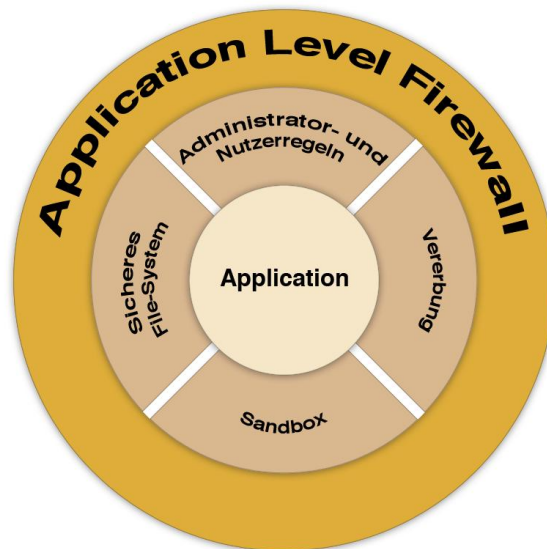 Application Level Firewall
Administrator- und
Nutzerregeln
Sicheres
File-System
Application
Vererbung
Sandbox